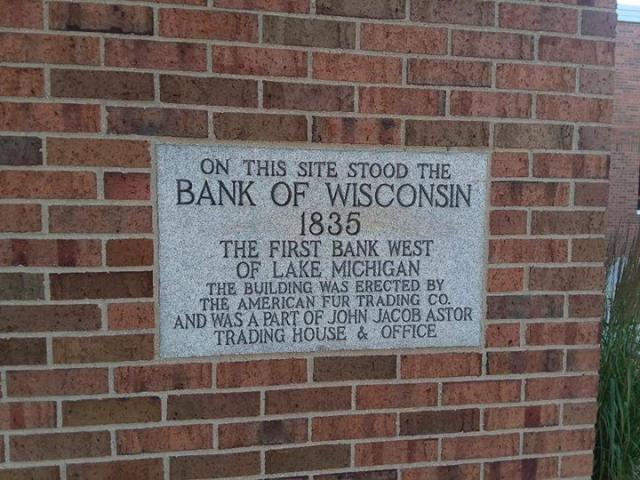 ON THIS SITE STOOD THE
BANK OF WISCONSIN
1835
THE FIRST BANK WEST
OF LAKE MICHIGAN
THE BUILDING WAS ERECTED BY
THE AMERICAN FUR TRADING CO.
AND WAS A PART OF JOHN JACOB ASTOR
TRADING HOUSE & OFFICE